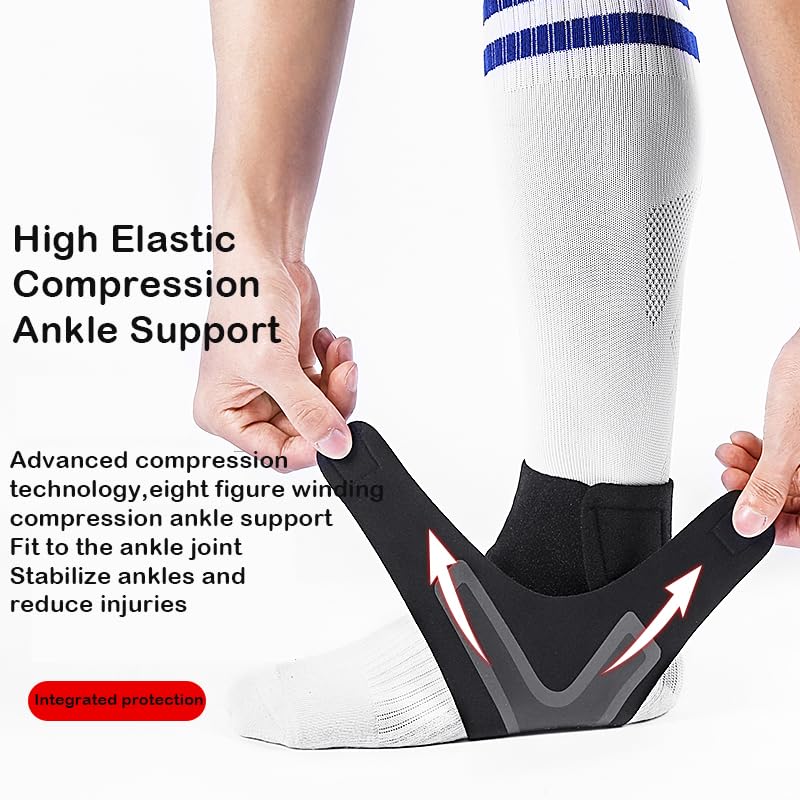 High Elastic
Compression
Ankle Support
Advanced compression
technology,eight figure winding
compression ankle support
Fit to the ankle joint
Stabilize ankles and
reduce injuries
Integrated protection